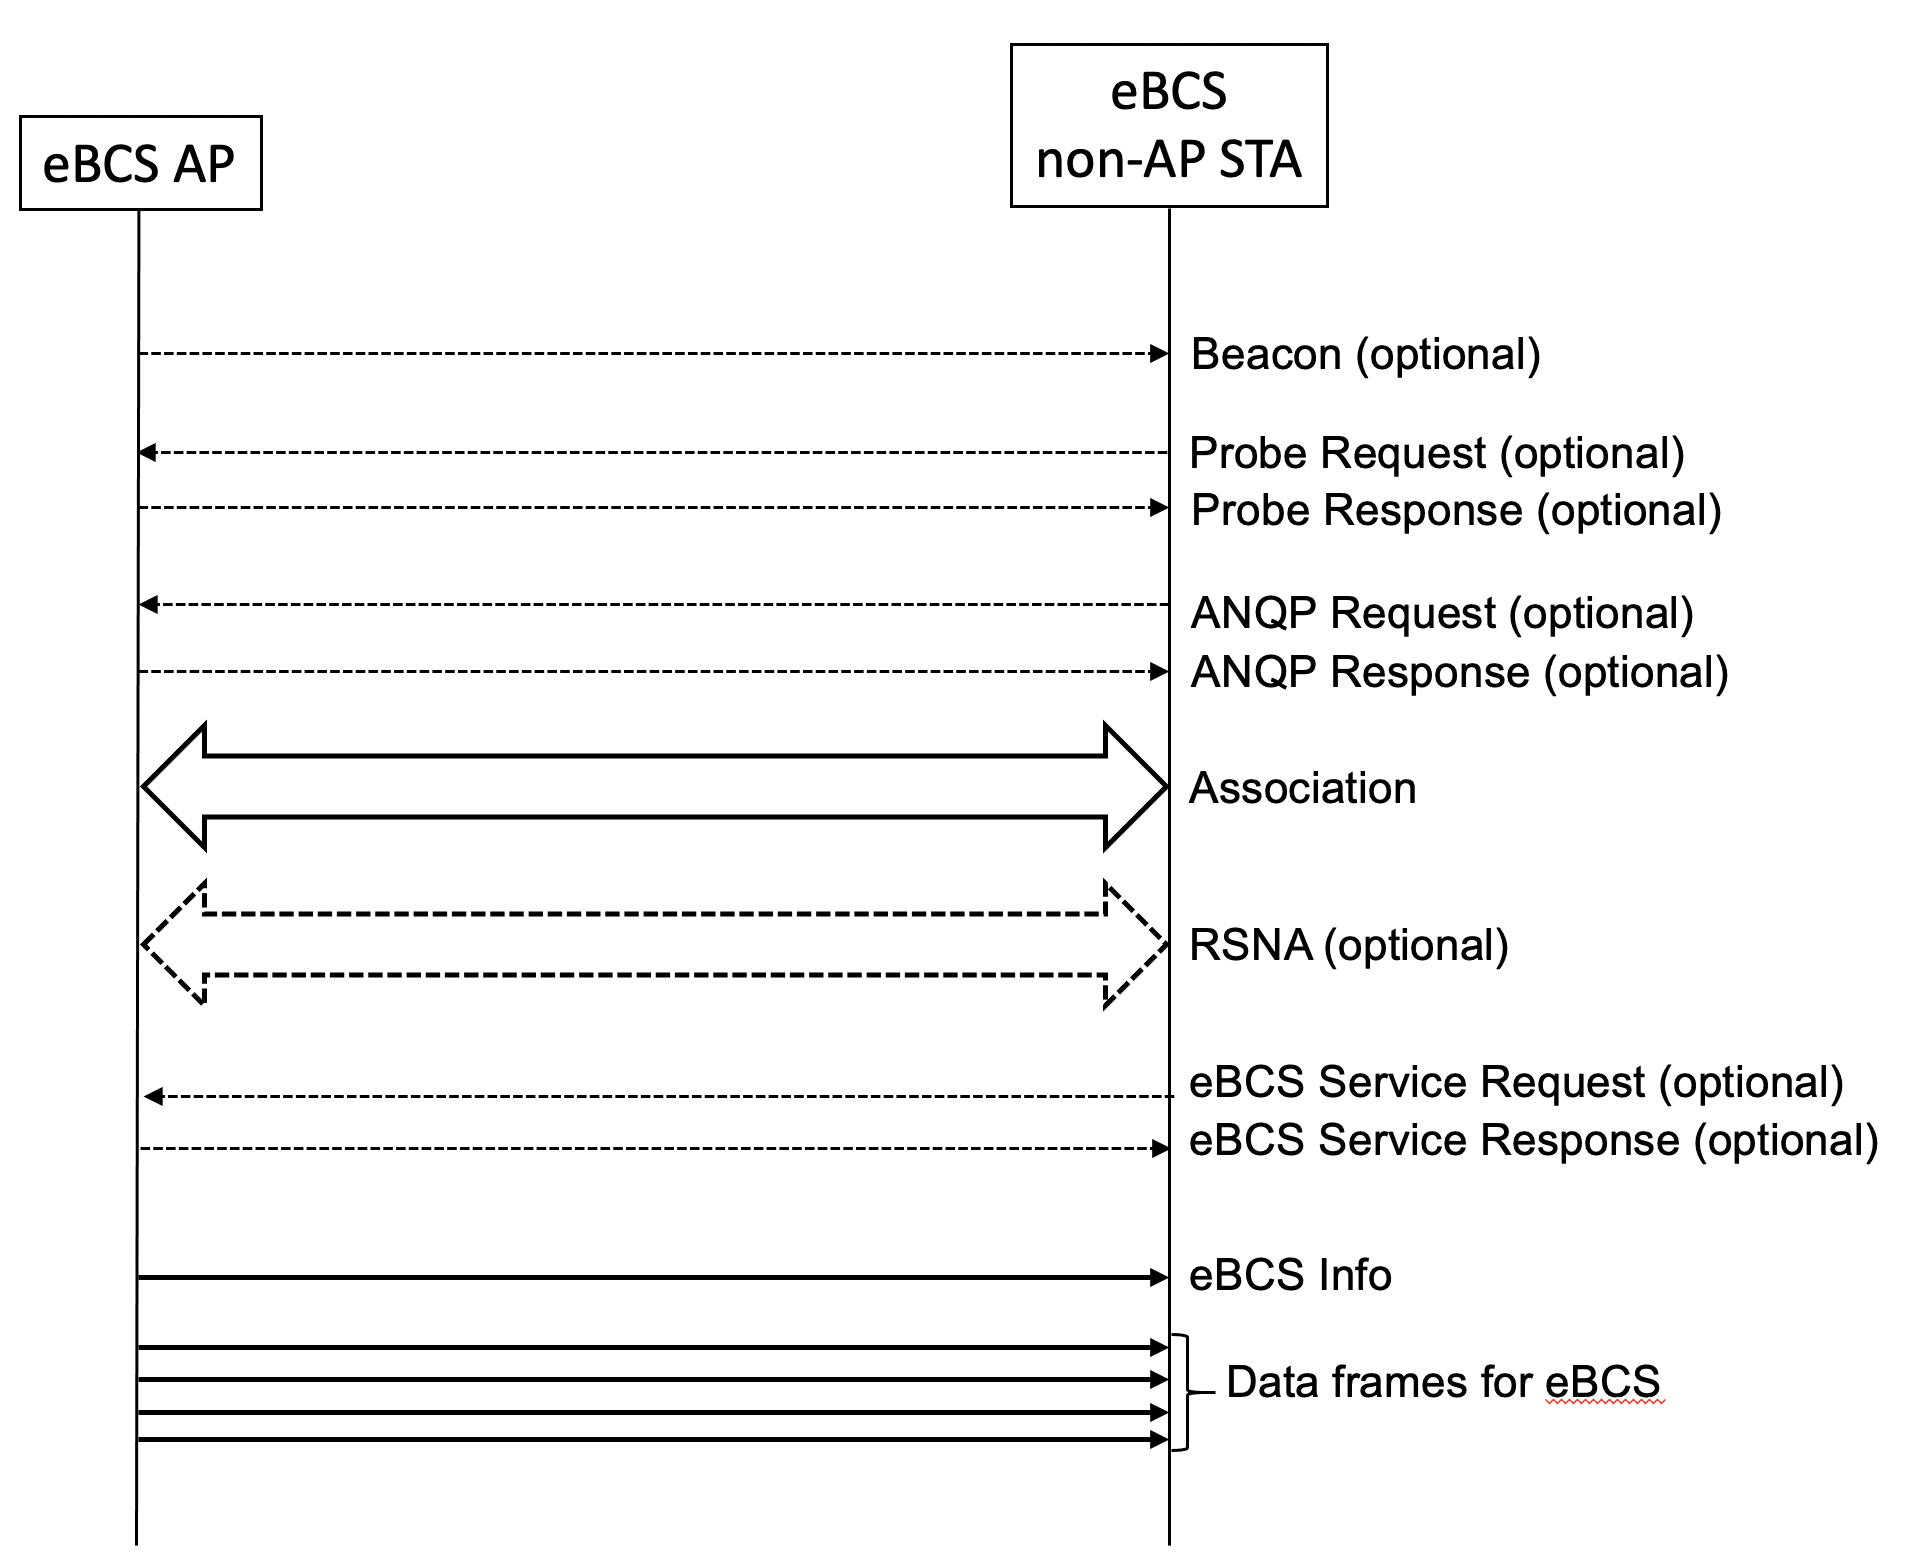 eBCS AP
eBCS
non-AP STA
Beacon (optional)
Probe Request (optional)
Probe Response (optional)
ANQP Request (optional)
ANQP Response (optional)
Association
RSNA (optional)
eBCS Service Request (optional)
eBCS Service Response (optional)
eBCS Info
Data frames for eBCS